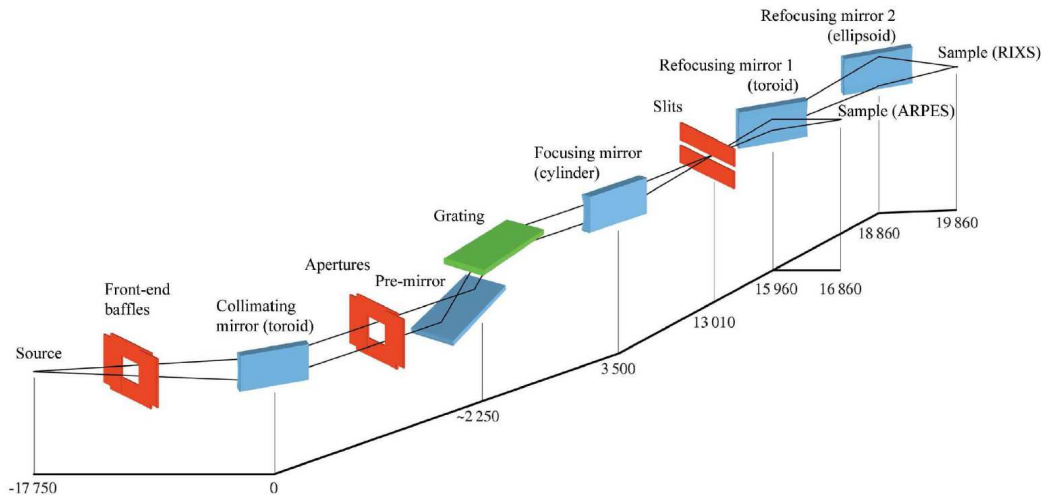 Refocusing mirror 2
(ellipsoid)
Sample (RIXS)
Refocusing mirror 1
(toroid)
Slits
Sample (ARPES)
Focusing mirror
(cylinder)
Grating
Apertures
Pre-mirror
Front-end
baffles
Collimating
mirror (toroid)
Source
18 860
19 860
15 960
16 860
13 010
3 500
~2 250
-17 750
0